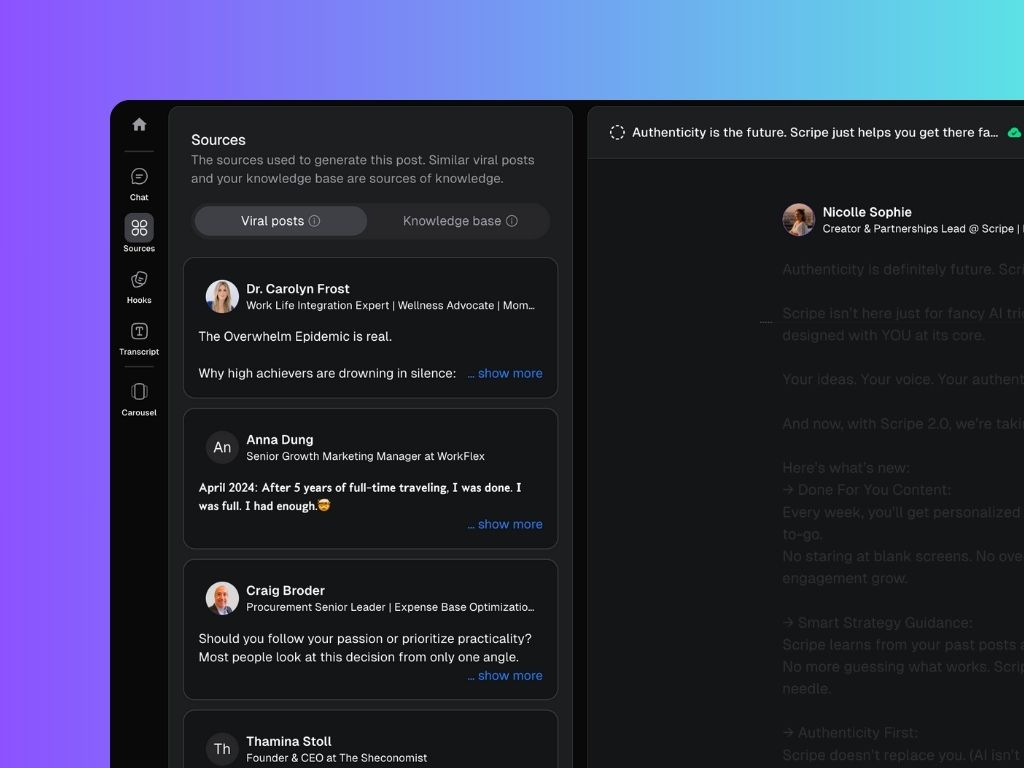 Chat
Sources
Hooks
Transcript
Carousel
Sources
The sources used to generate this post. Similar viral posts
and your knowledge base are sources of knowledge.
Viral posts
Knowledge base
Dr. Carolyn Frost
Work Life Integration Expert | Wellness Advocate | Mom...
The Overwhelm Epidemic is real.
Why high achievers are drowning in silence: ... show more
An
Anna Dung
Senior Growth Marketing Manager at WorkFlex
April 2024: After 5 years of full-time traveling, I was done. I
was full. I had enough.🤯
... show more
Craig Broder
Procurement Senior Leader | Expense Base Optimizatio...
Should you follow your passion or prioritize practicality?
Most people look at this decision from only one angle.
... show more
Th
Thamina Stoll
Founder & CEO at The Sheconomist
Authenticity is the future. Scripe just helps you get there fa...
Nicolle Sophie
Creator & Partnerships Lead @ Scripe |
Authenticity is definitely future. Scri
Scripe isn't here just for fancy AI tri
designed with YOU at its core.
Your ideas. Your voice. Your authent
And now, with Scripe 2.0, we're taki
Here's what's new:
→ Done For You Content:
Every week, you'll get personalized
to-go.
No staring at blank screens. No ove
engagement grow.
→ Smart Strategy Guidance:
Scripe learns from your past posts a
No more guessing what works. Scrip
needle.
→ Authenticity First:
Scripe doesn't replace you. (AI isn't